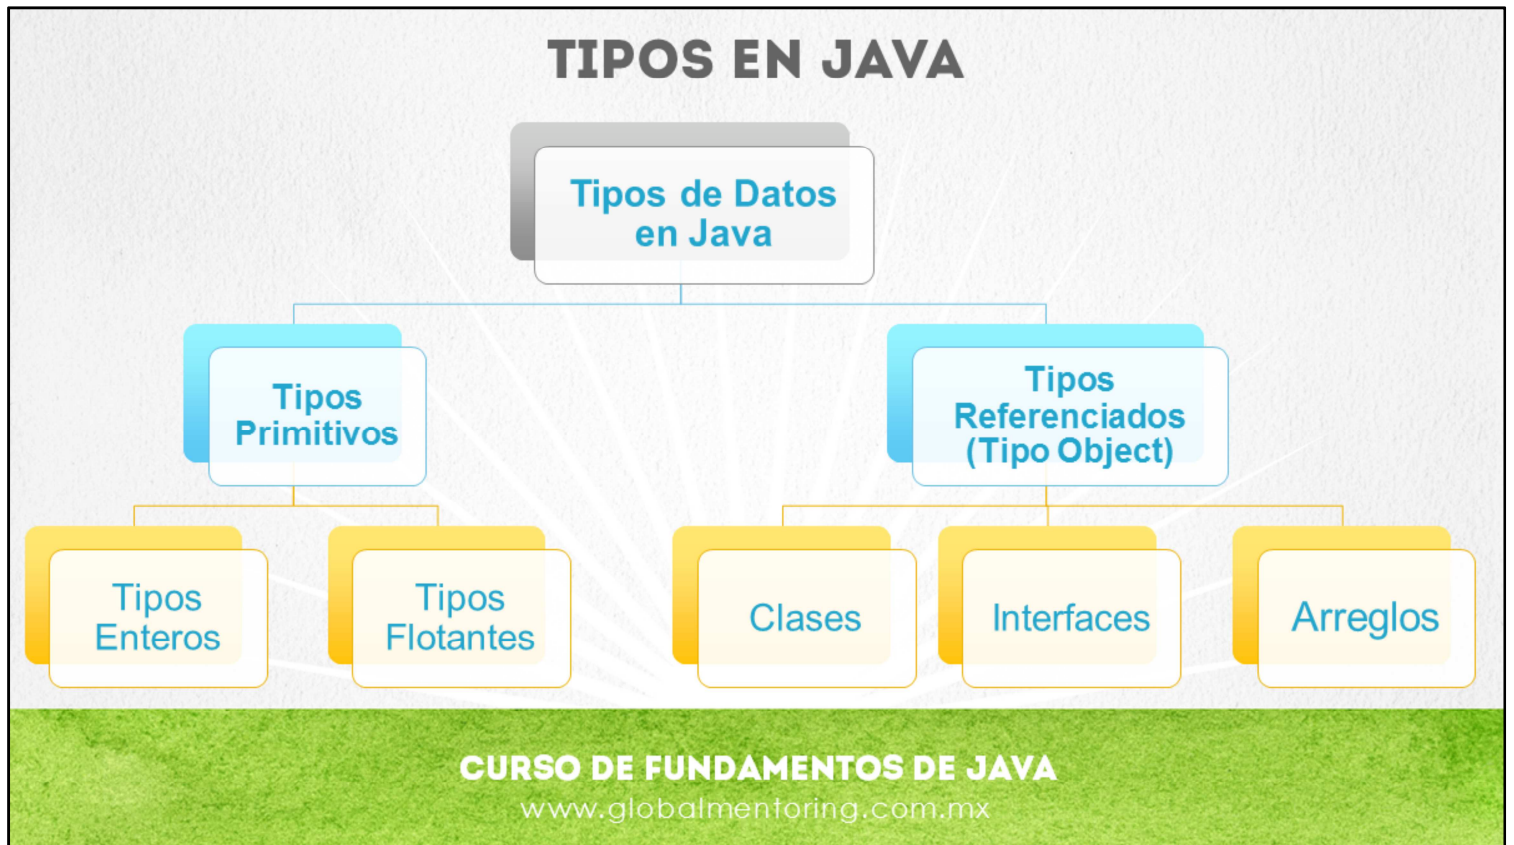 TIPOS EN JAVA
Tipos de Datos
en Java
Tipos
Primitivos
Tipos
Referenciados
(Tipo Object)
Tipos
Enteros
Tipos
Flotantes
Clases
Interfaces
Arreglos
CURSO DE FUNDAMENTOS DE JAVA
www.globalmentoring.com.mx